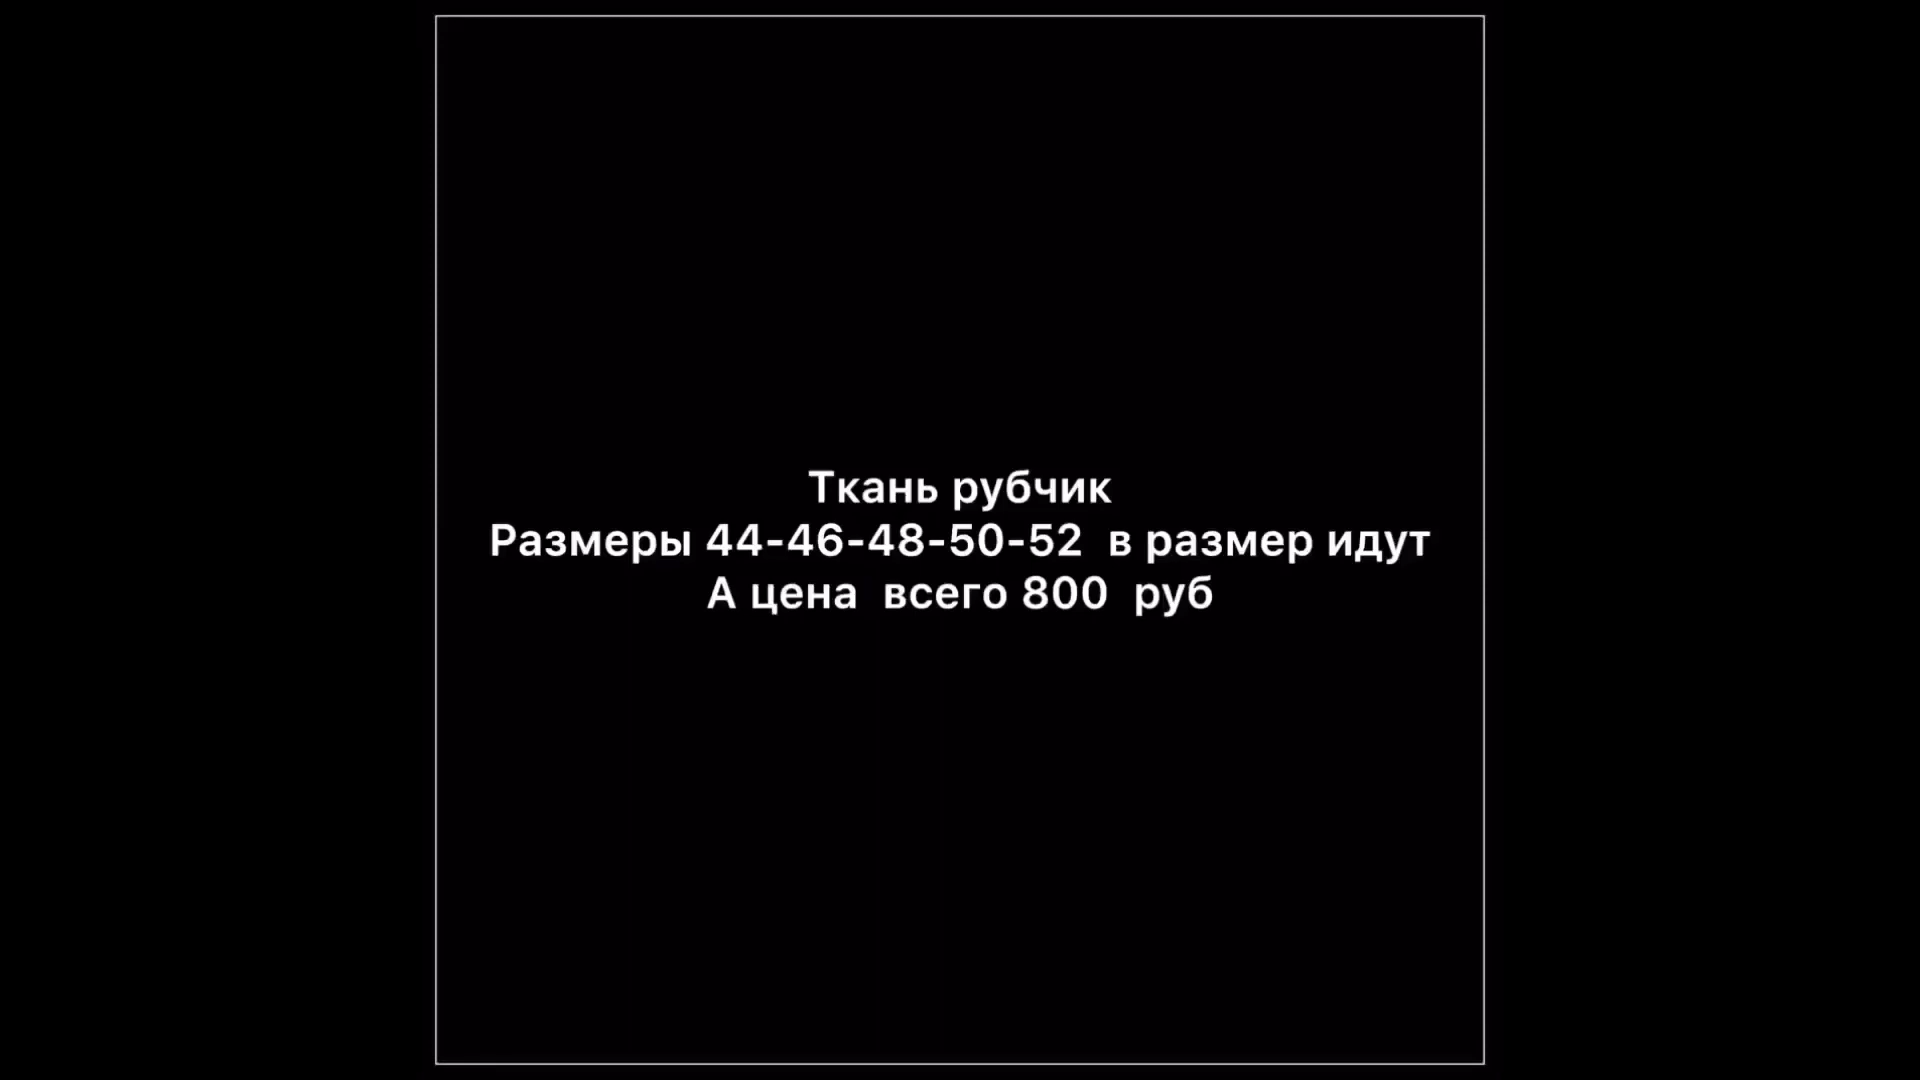 Ткань рубчик
Размеры 44-46-48-50-52 в размер идут
А цена всего 800 руб